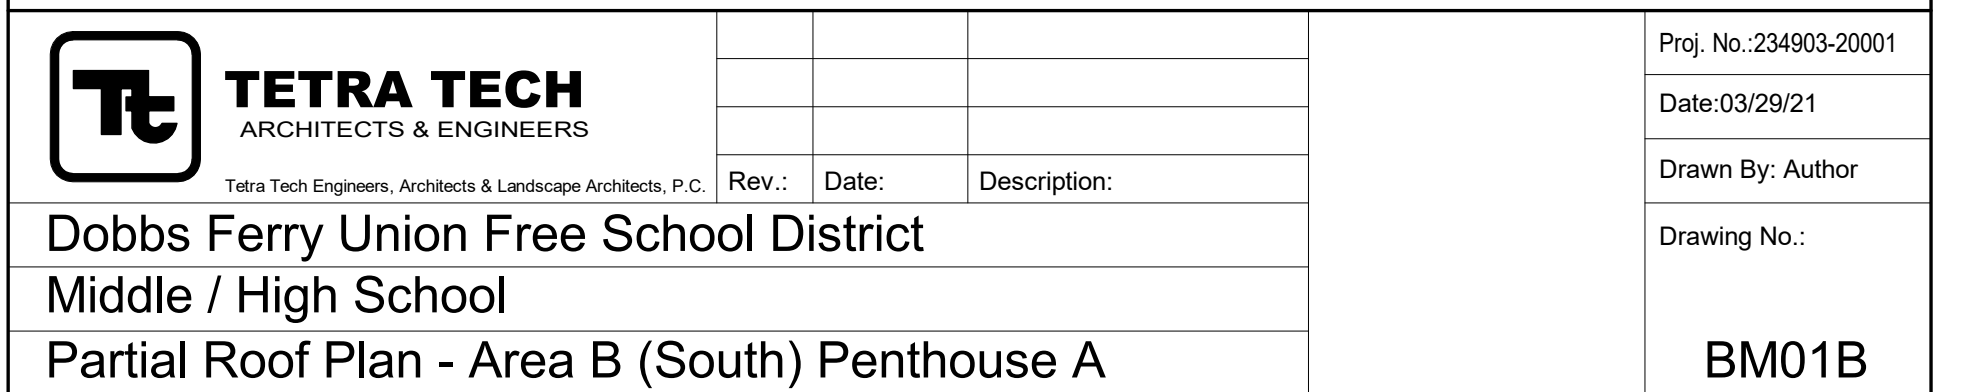 Tt
TETRA TECH
ARCHITECTS & ENGINEERS
Tetra Tech Engineers, Architects & Landscape Architects, P.C.
Rev.: Date: Description:
Dobbs Ferry Union Free School District
Middle / High School
Partial Roof Plan - Area B (South) Penthouse A
Proj. No.:234903-20001
Date:03/29/21
Drawn By: Author
Drawing No.:
BM01B